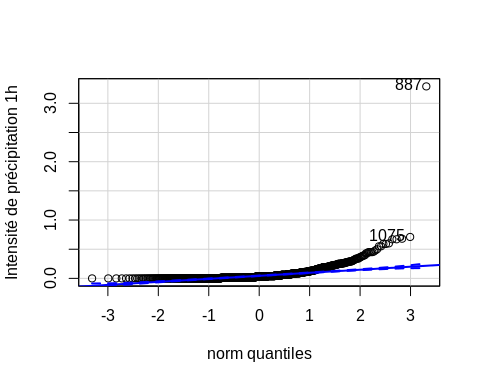 887
1075
Intensité de précipitation 1h
3.0
2.0
1.0
0.0
-3 -2 -1 0 1 2 3
norm quantiles